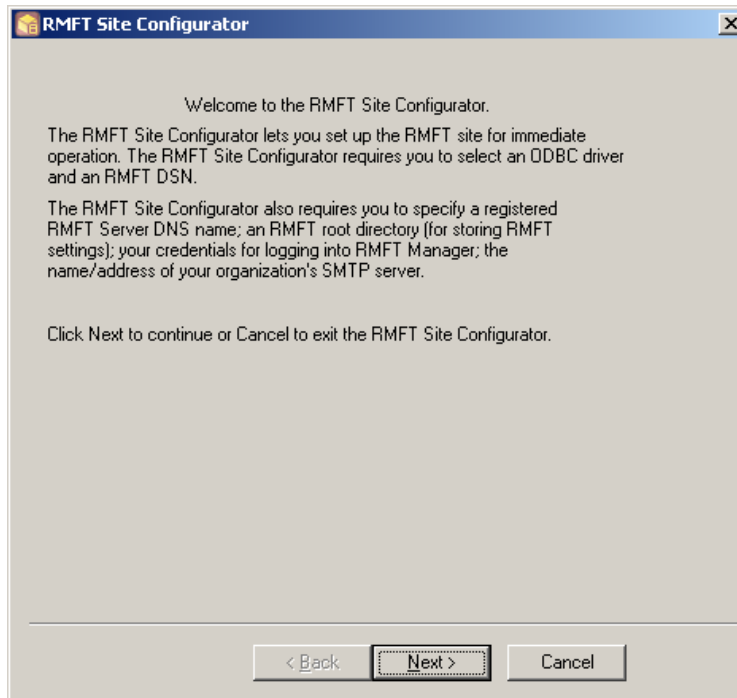 RMFT Site Configurator
Welcome to the RMFT Site Configurator.
The RMFT Site Configurator lets you set up the RMFT site for immediate
operation. The RMFT Site Configurator requires you to select an ODBC driver
and an RMFT DSN.
The RMFT Site Configurator also requires you to specify a registered
RMFT Server DNS name; an RMFT root directory (for storing RMFT
settings); your credentials for logging into RMFT Manager; the
name/address of your organization's SMTP server.
Click Next to continue or Cancel to exit the RMFT Site Configurator.
< Back
Next >
Cancel